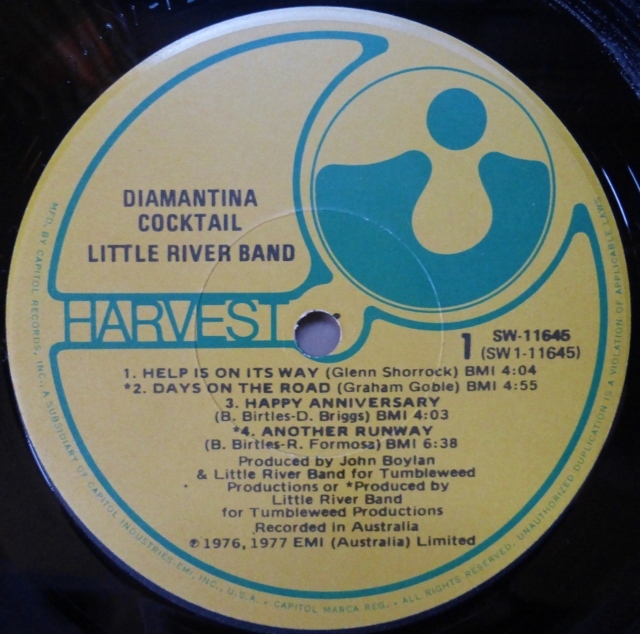 DIAMANTINA
COCKTAIL
LITTLE RIVER BAND
HARVEST
1
SW-11645
(SW1-11645)
1. HELP IS ON ITS WAY (Glenn Shorrock) BMI 4:04
*2. DAYS ON THE ROAD (Graham Goble) BMI 4:55
3. HAPPY ANNIVERSARY
(B. Birtles-D. Briggs) BMI 4:03
*4. ANOTHER RUNWAY
(B. Birtles-R. Formosa) BMI 6:38
Produced by John Boylan
& Little River Band for Tumbleweed
Productions or *Produced by
Little River Band
for Tumbleweed Productions
Recorded in Australia
℗ 1976, 1977 EMI (Australia) Limited
MFD. BY CAPITOL RECORDS, INC., A SUBSIDIARY OF CAPITOL INDUSTRIES-EMI, INC., U.S.A. • CAPITOL MARCA REG. • ALL RIGHTS RESERVED. UNAUTHORIZED DUPLICATION IS A VIOLATION OF APPLICABLE LAWS.